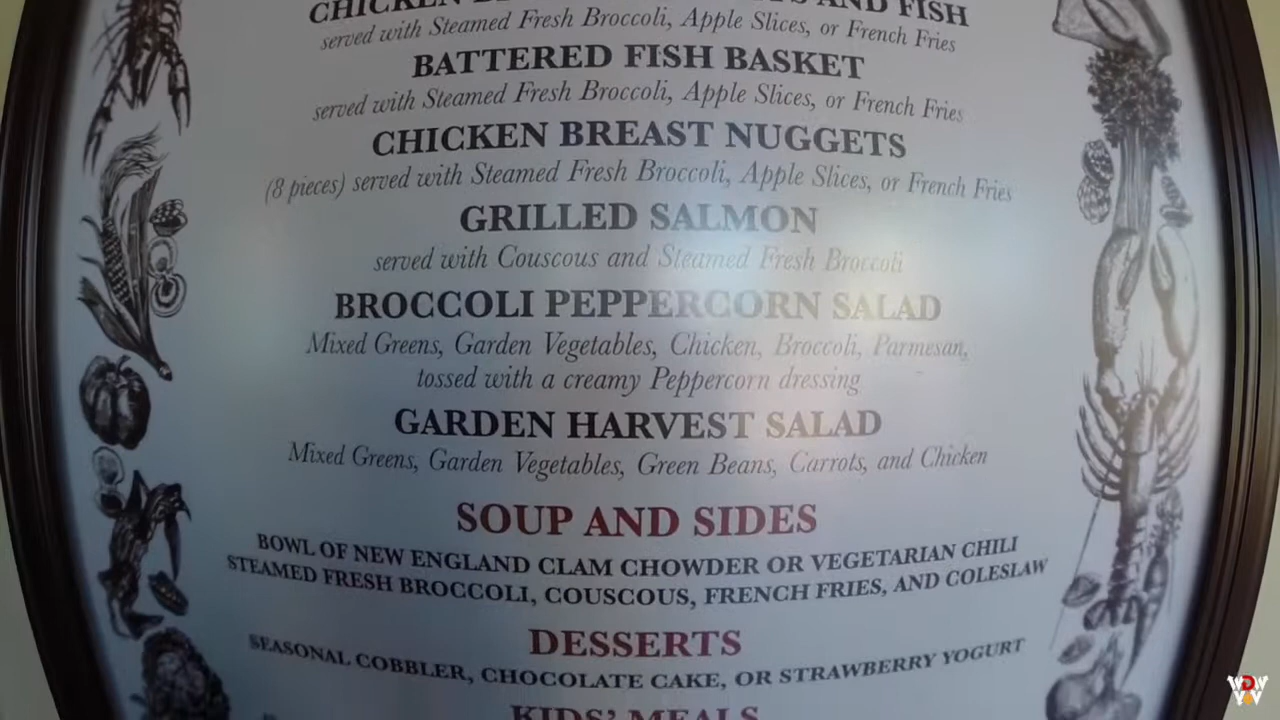 CHICKEN AND FISH
served with Steamed Fresh Broccoli, Apple Slices, or French Fries
BATTERED FISH BASKET
served with Steamed Fresh Broccoli, Apple Slices, or French Fries
CHICKEN BREAST NUGGETS
(8 pieces) served with Steamed Fresh Broccoli, Apple Slices, or French Fries
GRILLED SALMON
served with Couscous and Steamed Fresh Broccoli
BROCCOLI PEPPERCORN SALAD
Mixed Greens, Garden Vegetables, Chicken, Broccoli, Parmesan,
tossed with a creamy Peppercorn dressing
GARDEN HARVEST SALAD
Mixed Greens, Garden Vegetables, Green Beans, Carrots, and Chicken
SOUP AND SIDES
BOWL OF NEW ENGLAND CLAM CHOWDER OR VEGETARIAN CHILI
STEAMED FRESH BROCCOLI, COUSCOUS, FRENCH FRIES, AND COLESLAW
DESSERTS
SEASONAL COBBLER, CHOCOLATE CAKE, OR STRAWBERRY YOGURT
KIDS' MEALS